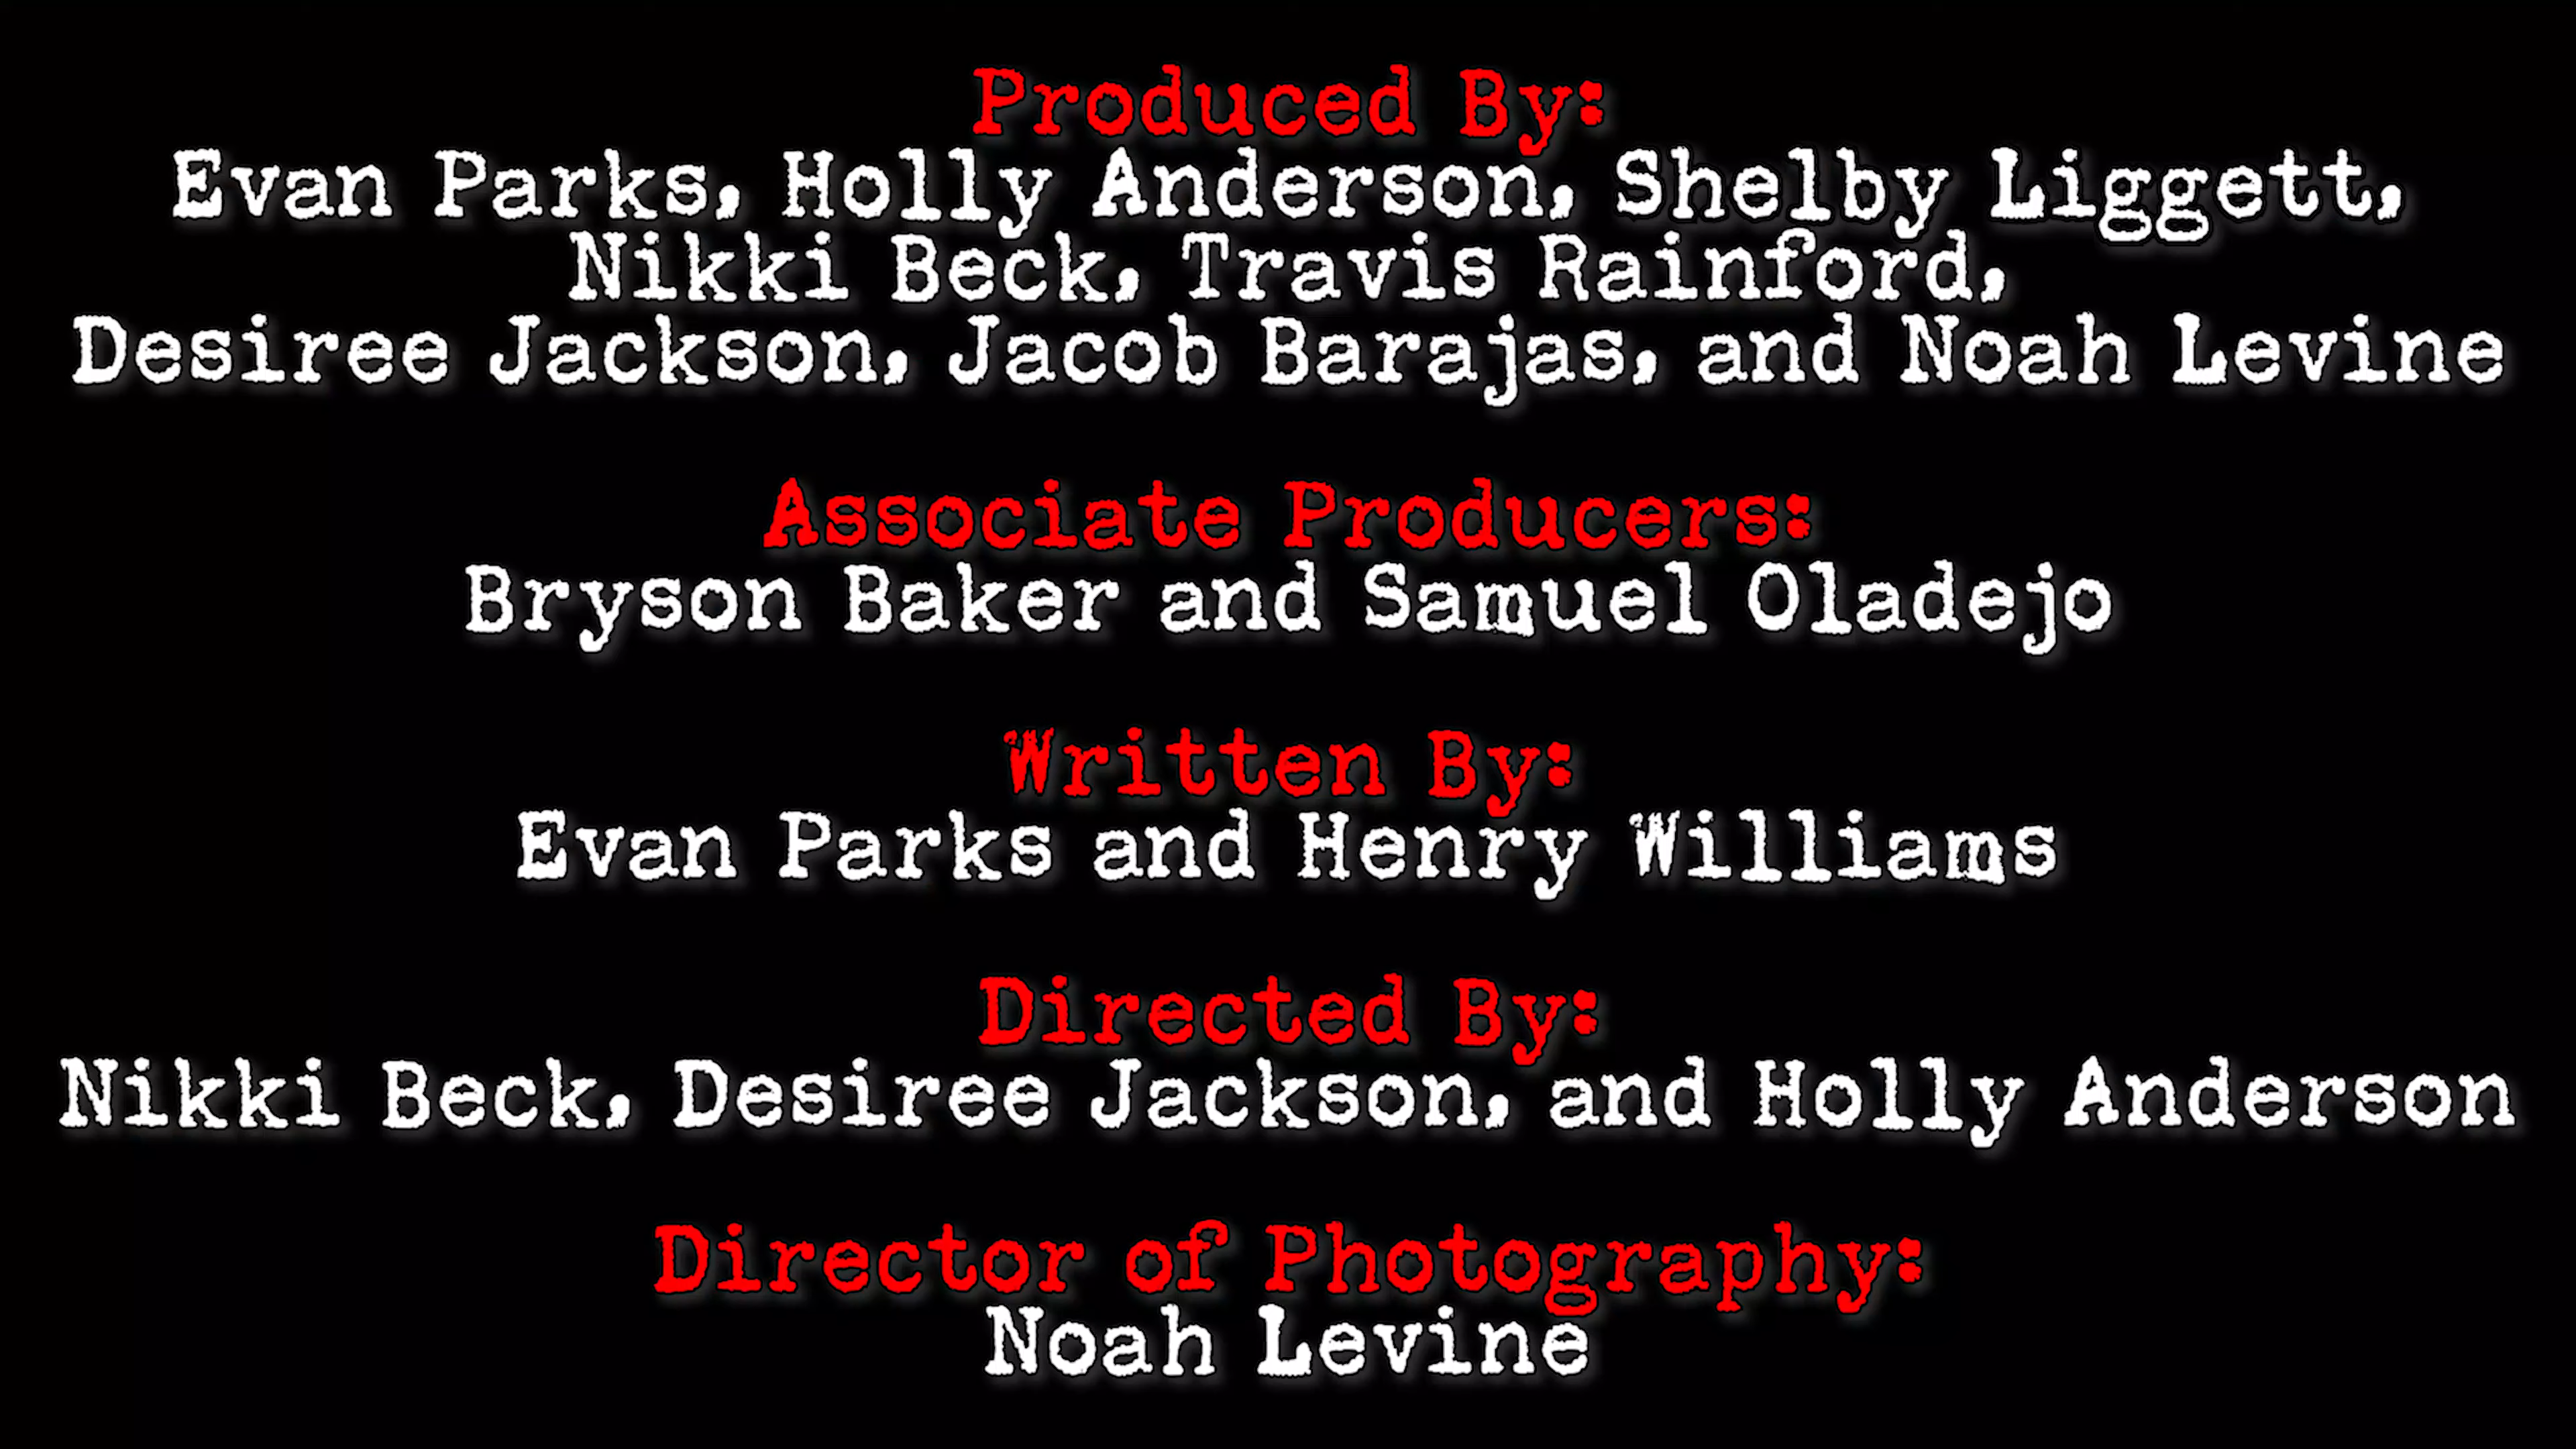 Produced By:
Evan Parks, Holly Anderson, Shelby Liggett,
Nikki Beck, Travis Rainford,
Desiree Jackson, Jacob Barajas, and Noah Levine
Associate Producers:
Bryson Baker and Samuel Oladejo
Written By:
Evan Parks and Henry Williams
Directed By:
Nikki Beck, Desiree Jackson, and Holly Anderson
Director of Photography:
Noah Levine